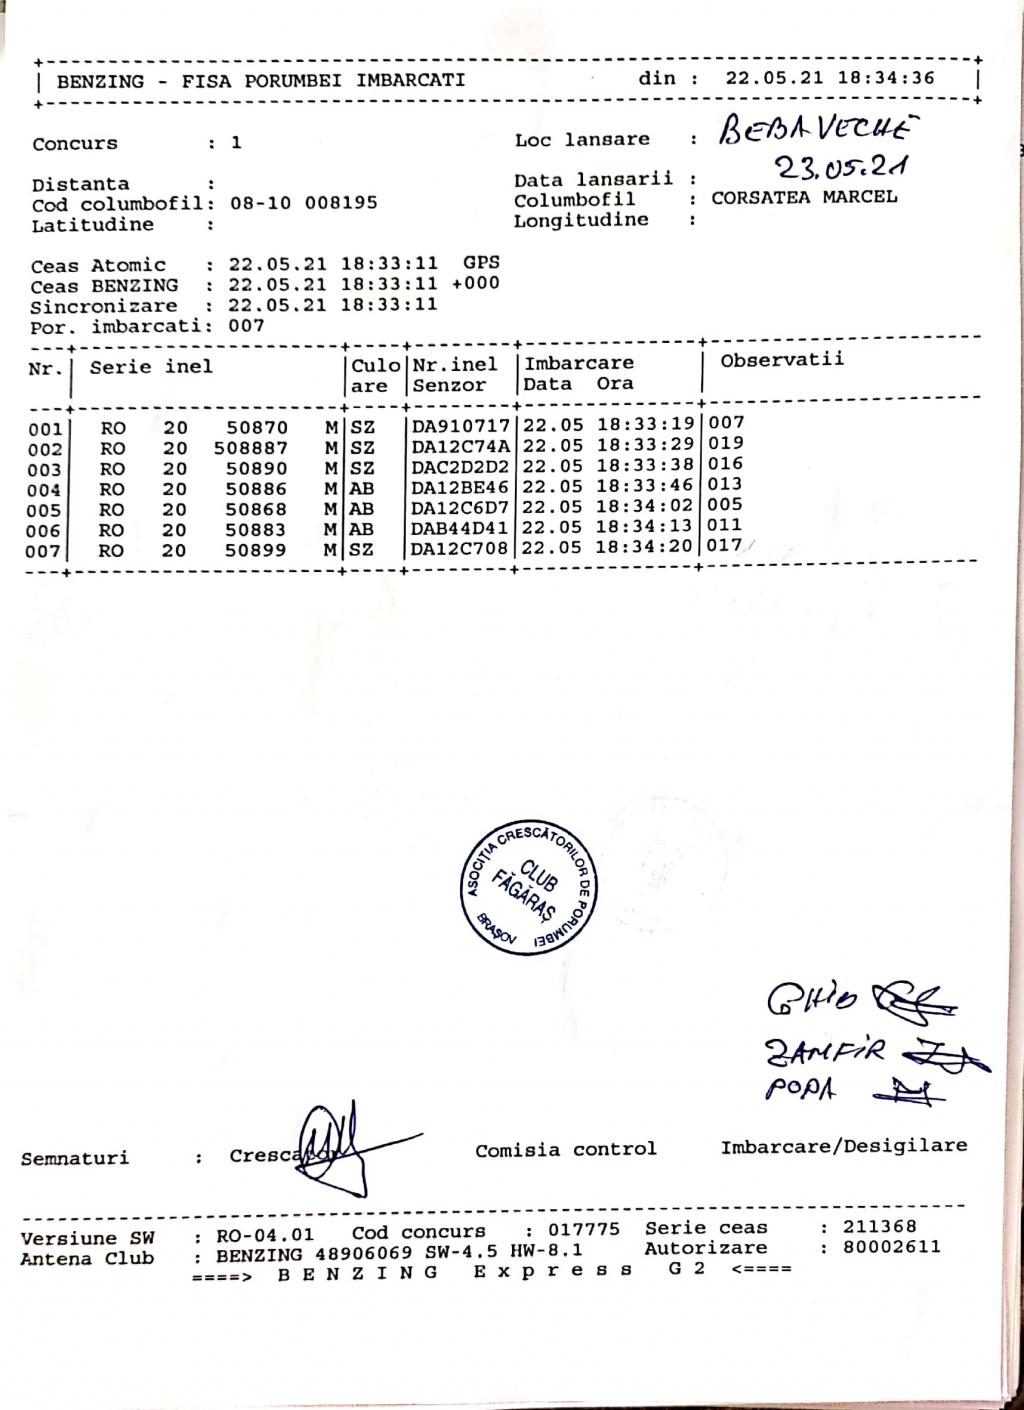 BENZING - FISA PORUMBEI IMBARCATI din : 22.05.21 18:34:36
Concurs : 1 Loc lansare : BEBA VECHE
Distanta : Data lansarii : 23.05.21
Cod columbofil: 08-10 008195 Columbofil : CORSATEA MARCEL
Latitudine : Longitudine :
Ceas Atomic : 22.05.21 18:33:11 GPS
Ceas BENZING : 22.05.21 18:33:11 +000
Sincronizare : 22.05.21 18:33:11
Por. imbarcati: 007
Nr. Serie inel Culo Nr.inel Imbarcare Observatii
are Senzor Data Ora
001 RO 20 50870 M SZ DA910717 22.05 18:33:19 007
002 RO 20 508887 M SZ DA12C74A 22.05 18:33:29 019
003 RO 20 50890 M SZ DAC2D2D2 22.05 18:33:38 016
004 RO 20 50886 M AB DA12BE46 22.05 18:33:46 013
005 RO 20 50868 M AB DA12C6D7 22.05 18:34:02 005
006 RO 20 50883 M AB DAB44D41 22.05 18:34:13 011
007 RO 20 50899 M SZ DA12C708 22.05 18:34:20 017
ASOCIȚIA CRESCĂTORILOR DE PORUMBEI
CLUB
FĂGĂRAȘ
BRAȘOV
GHIO
ZAMFIR
POPA
Semnaturi : Crescator Comisia control Imbarcare/Desigilare
Versiune SW : RO-04.01 Cod concurs : 017775 Serie ceas : 211368
Antena Club : BENZING 48906069 SW-4.5 HW-8.1 Autorizare : 80002611
====> B E N Z I N G E x p r e s s G 2 <====